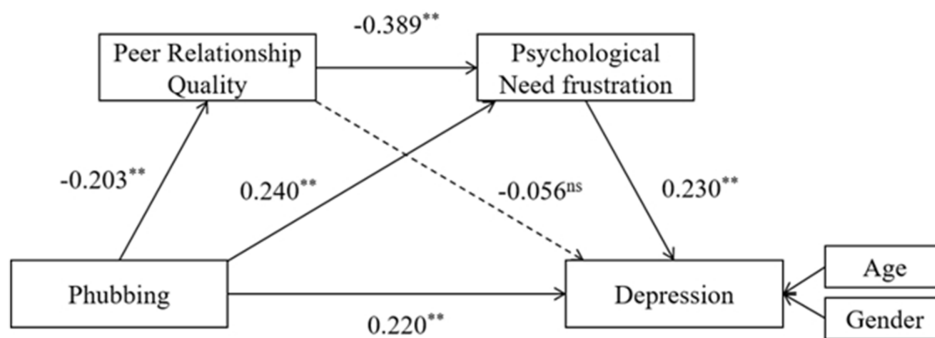 -0.389**
Peer Relationship
Quality
Psychological
Need frustration
-0.203**
0.240**
-0.056ns
0.230**
Phubbing
0.220**
Depression
Age
Gender